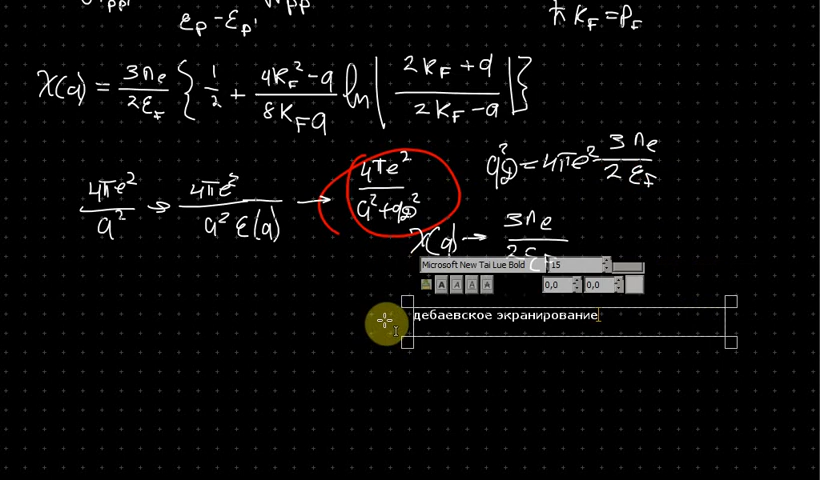 ε_P − ε_P'
ħ K_F = P_F
χ(q) = 3n_e / 2ε_F { 1/2 + (4K_F² − q) / (8K_F q) ln | (2K_F + q) / (2K_F − q) | }
4πe² / q² → 4πe² / (q² ε(q)) → 4πe² / (q² + q_D²)
q_D² = 4πe² 3n_e / 2ε_F
χ(q) → 3n_e / 2ε_F
Microsoft New Tai Lue Bold 15
A A A A 0,0 0,0
дебаевское экранирование